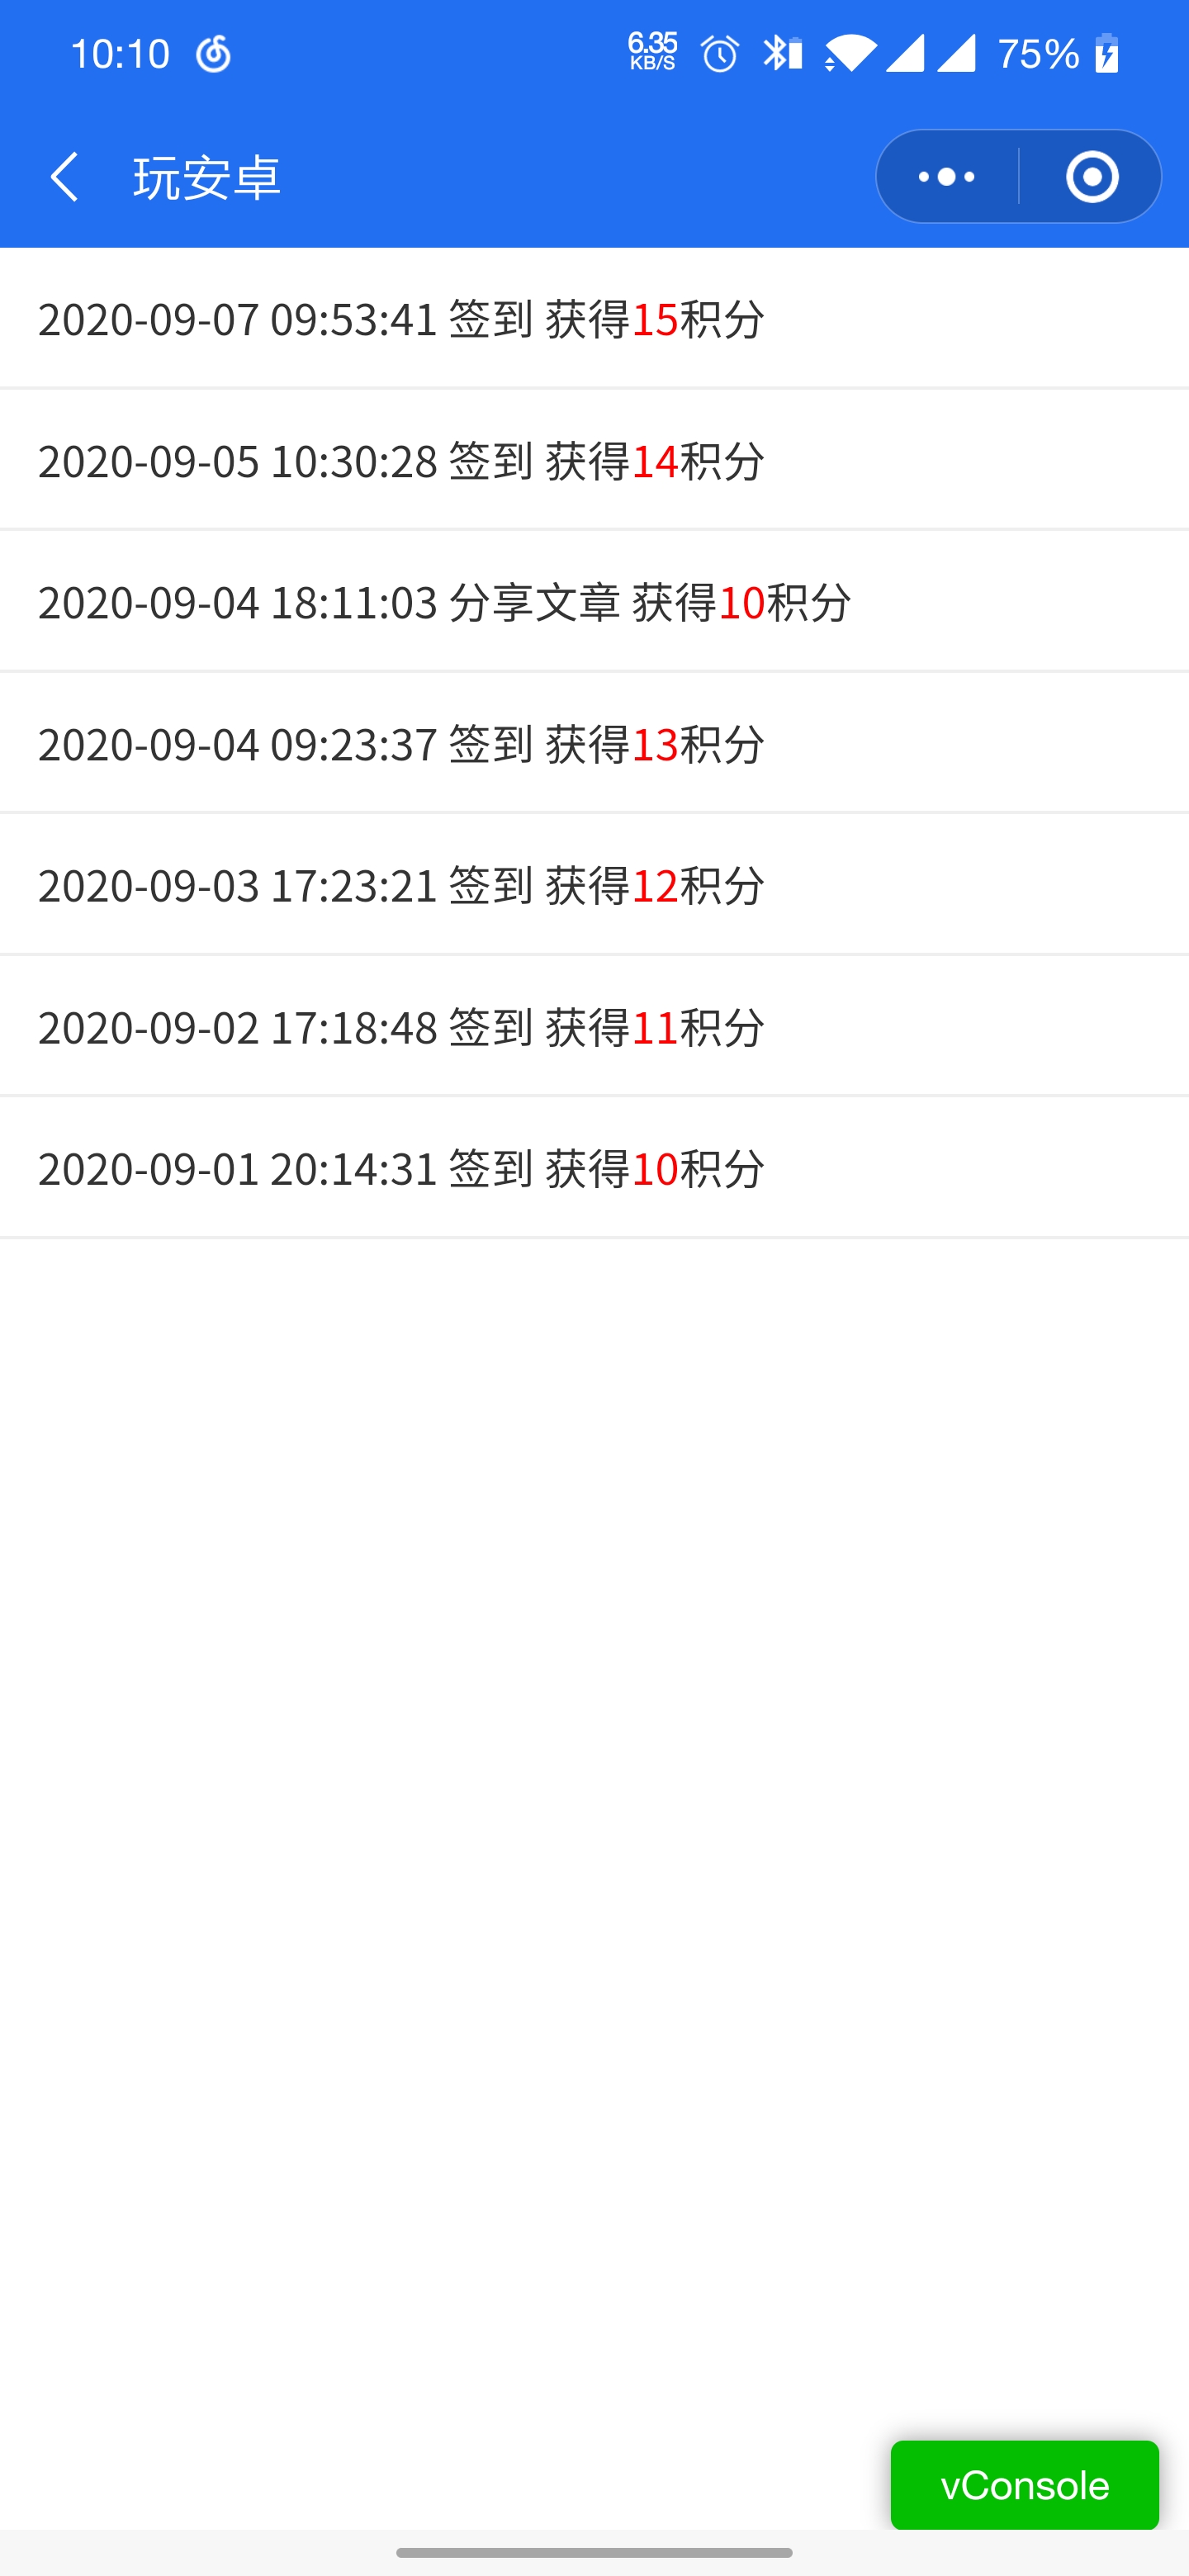 10:10 6.35 KB/S 75%
玩安卓
2020-09-07 09:53:41 签到 获得15积分
2020-09-05 10:30:28 签到 获得14积分
2020-09-04 18:11:03 分享文章 获得10积分
2020-09-04 09:23:37 签到 获得13积分
2020-09-03 17:23:21 签到 获得12积分
2020-09-02 17:18:48 签到 获得11积分
2020-09-01 20:14:31 签到 获得10积分
vConsole